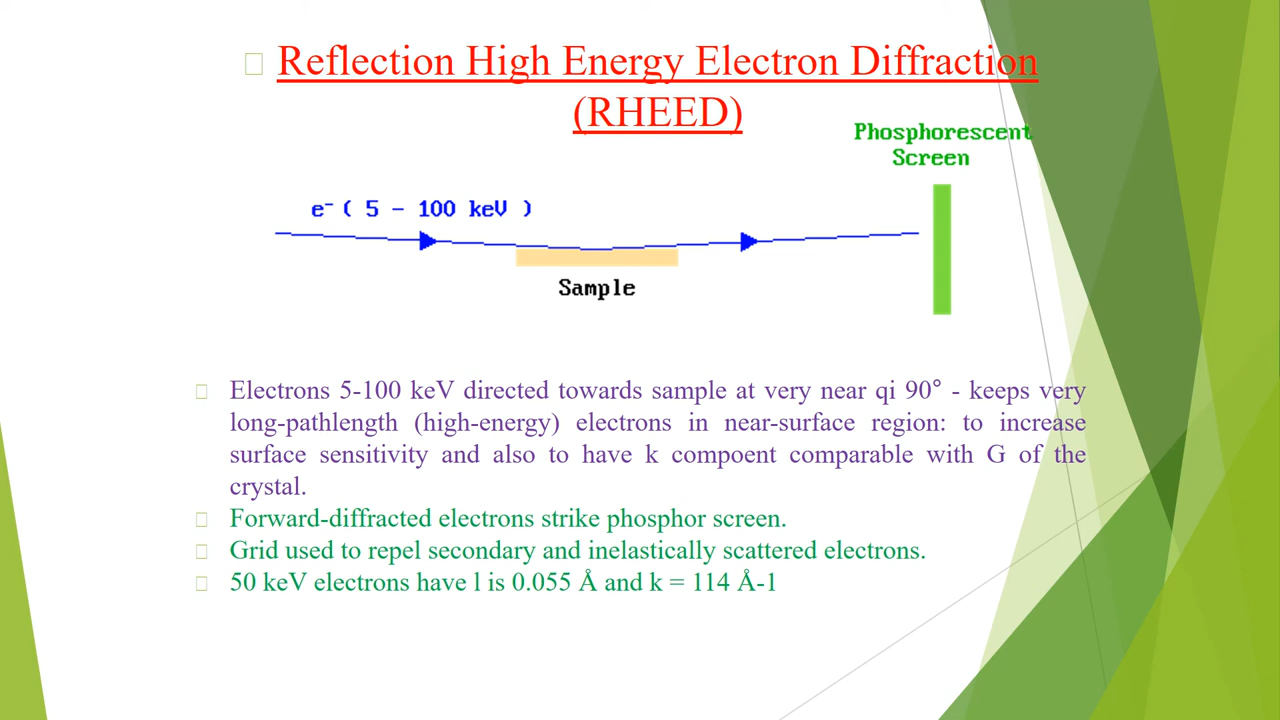 Reflection High Energy Electron Diffraction
(RHEED)
Phosphorescent
Screen
e⁻( 5 – 100 keV )
Sample
Electrons 5-100 keV directed towards sample at very near qi 90° - keeps very
long-pathlength (high-energy) electrons in near-surface region: to increase
surface sensitivity and also to have k compoent comparable with G of the
crystal.
Forward-diffracted electrons strike phosphor screen.
Grid used to repel secondary and inelastically scattered electrons.
50 keV electrons have l is 0.055 Å and k = 114 Å-1